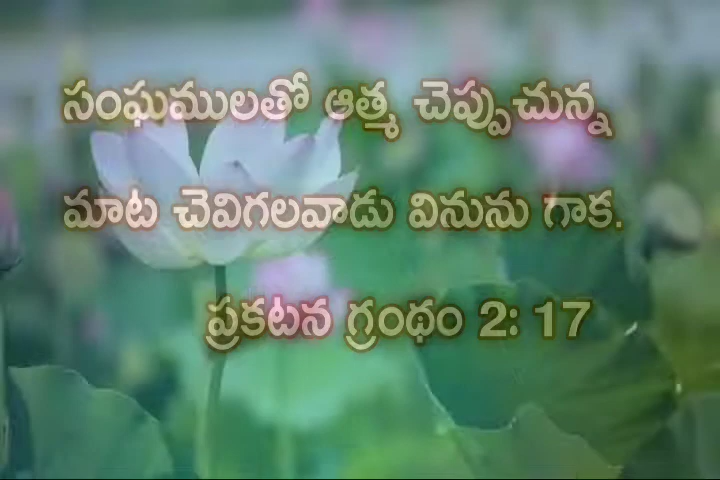 సంఘములతో ఆత్మ చెప్పుచున్న
మాట చెవిగలవాడు వినును గాక.
ప్రకటన గ్రంథం 2: 17